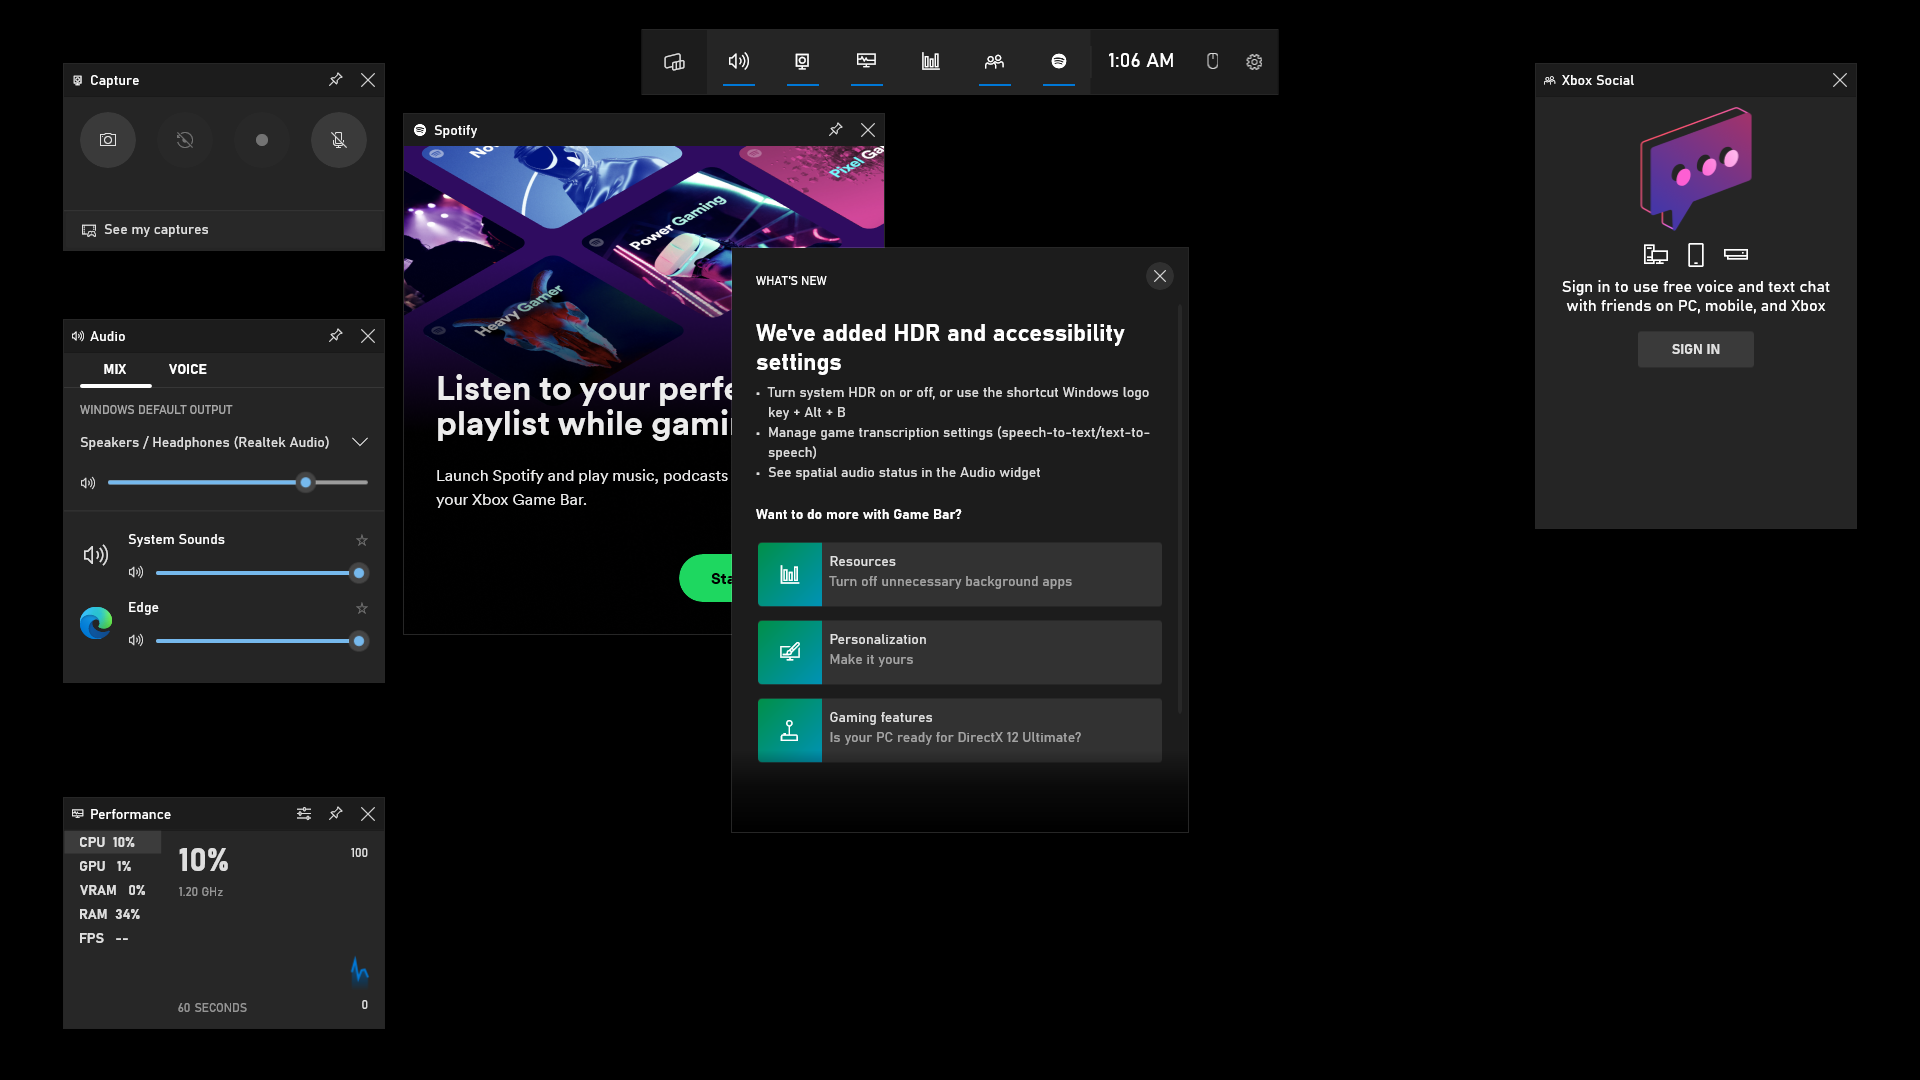 1:06 AM
Capture
See my captures
Audio
MIX
VOICE
WINDOWS DEFAULT OUTPUT
Speakers / Headphones (Realtek Audio)
System Sounds
Edge
Performance
CPU 10%
GPU 1%
VRAM 0%
RAM 34%
FPS --
10%
1.20 GHz
100
60 SECONDS
0
Spotify
Pixel Ga
Power Gaming
Heavy Gamer
Listen to your perfe
playlist while gami
Launch Spotify and play music, podcasts
your Xbox Game Bar.
Sta
WHAT'S NEW
We've added HDR and accessibility
settings
• Turn system HDR on or off, or use the shortcut Windows logo
key + Alt + B
• Manage game transcription settings (speech-to-text/text-to-
speech)
• See spatial audio status in the Audio widget
Want to do more with Game Bar?
Resources
Turn off unnecessary background apps
Personalization
Make it yours
Gaming features
Is your PC ready for DirectX 12 Ultimate?
Xbox Social
Sign in to use free voice and text chat
with friends on PC, mobile, and Xbox
SIGN IN